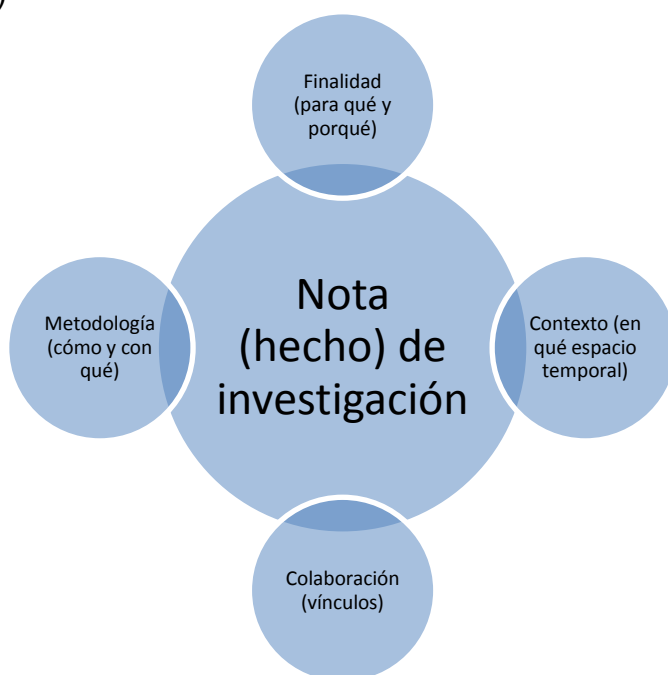 )
Finalidad
(para qué y
porqué)
Nota
(hecho) de
investigación
Metodología
(cómo y con
qué)
Contexto (en
qué espacio
temporal)
Colaboración
(vínculos)